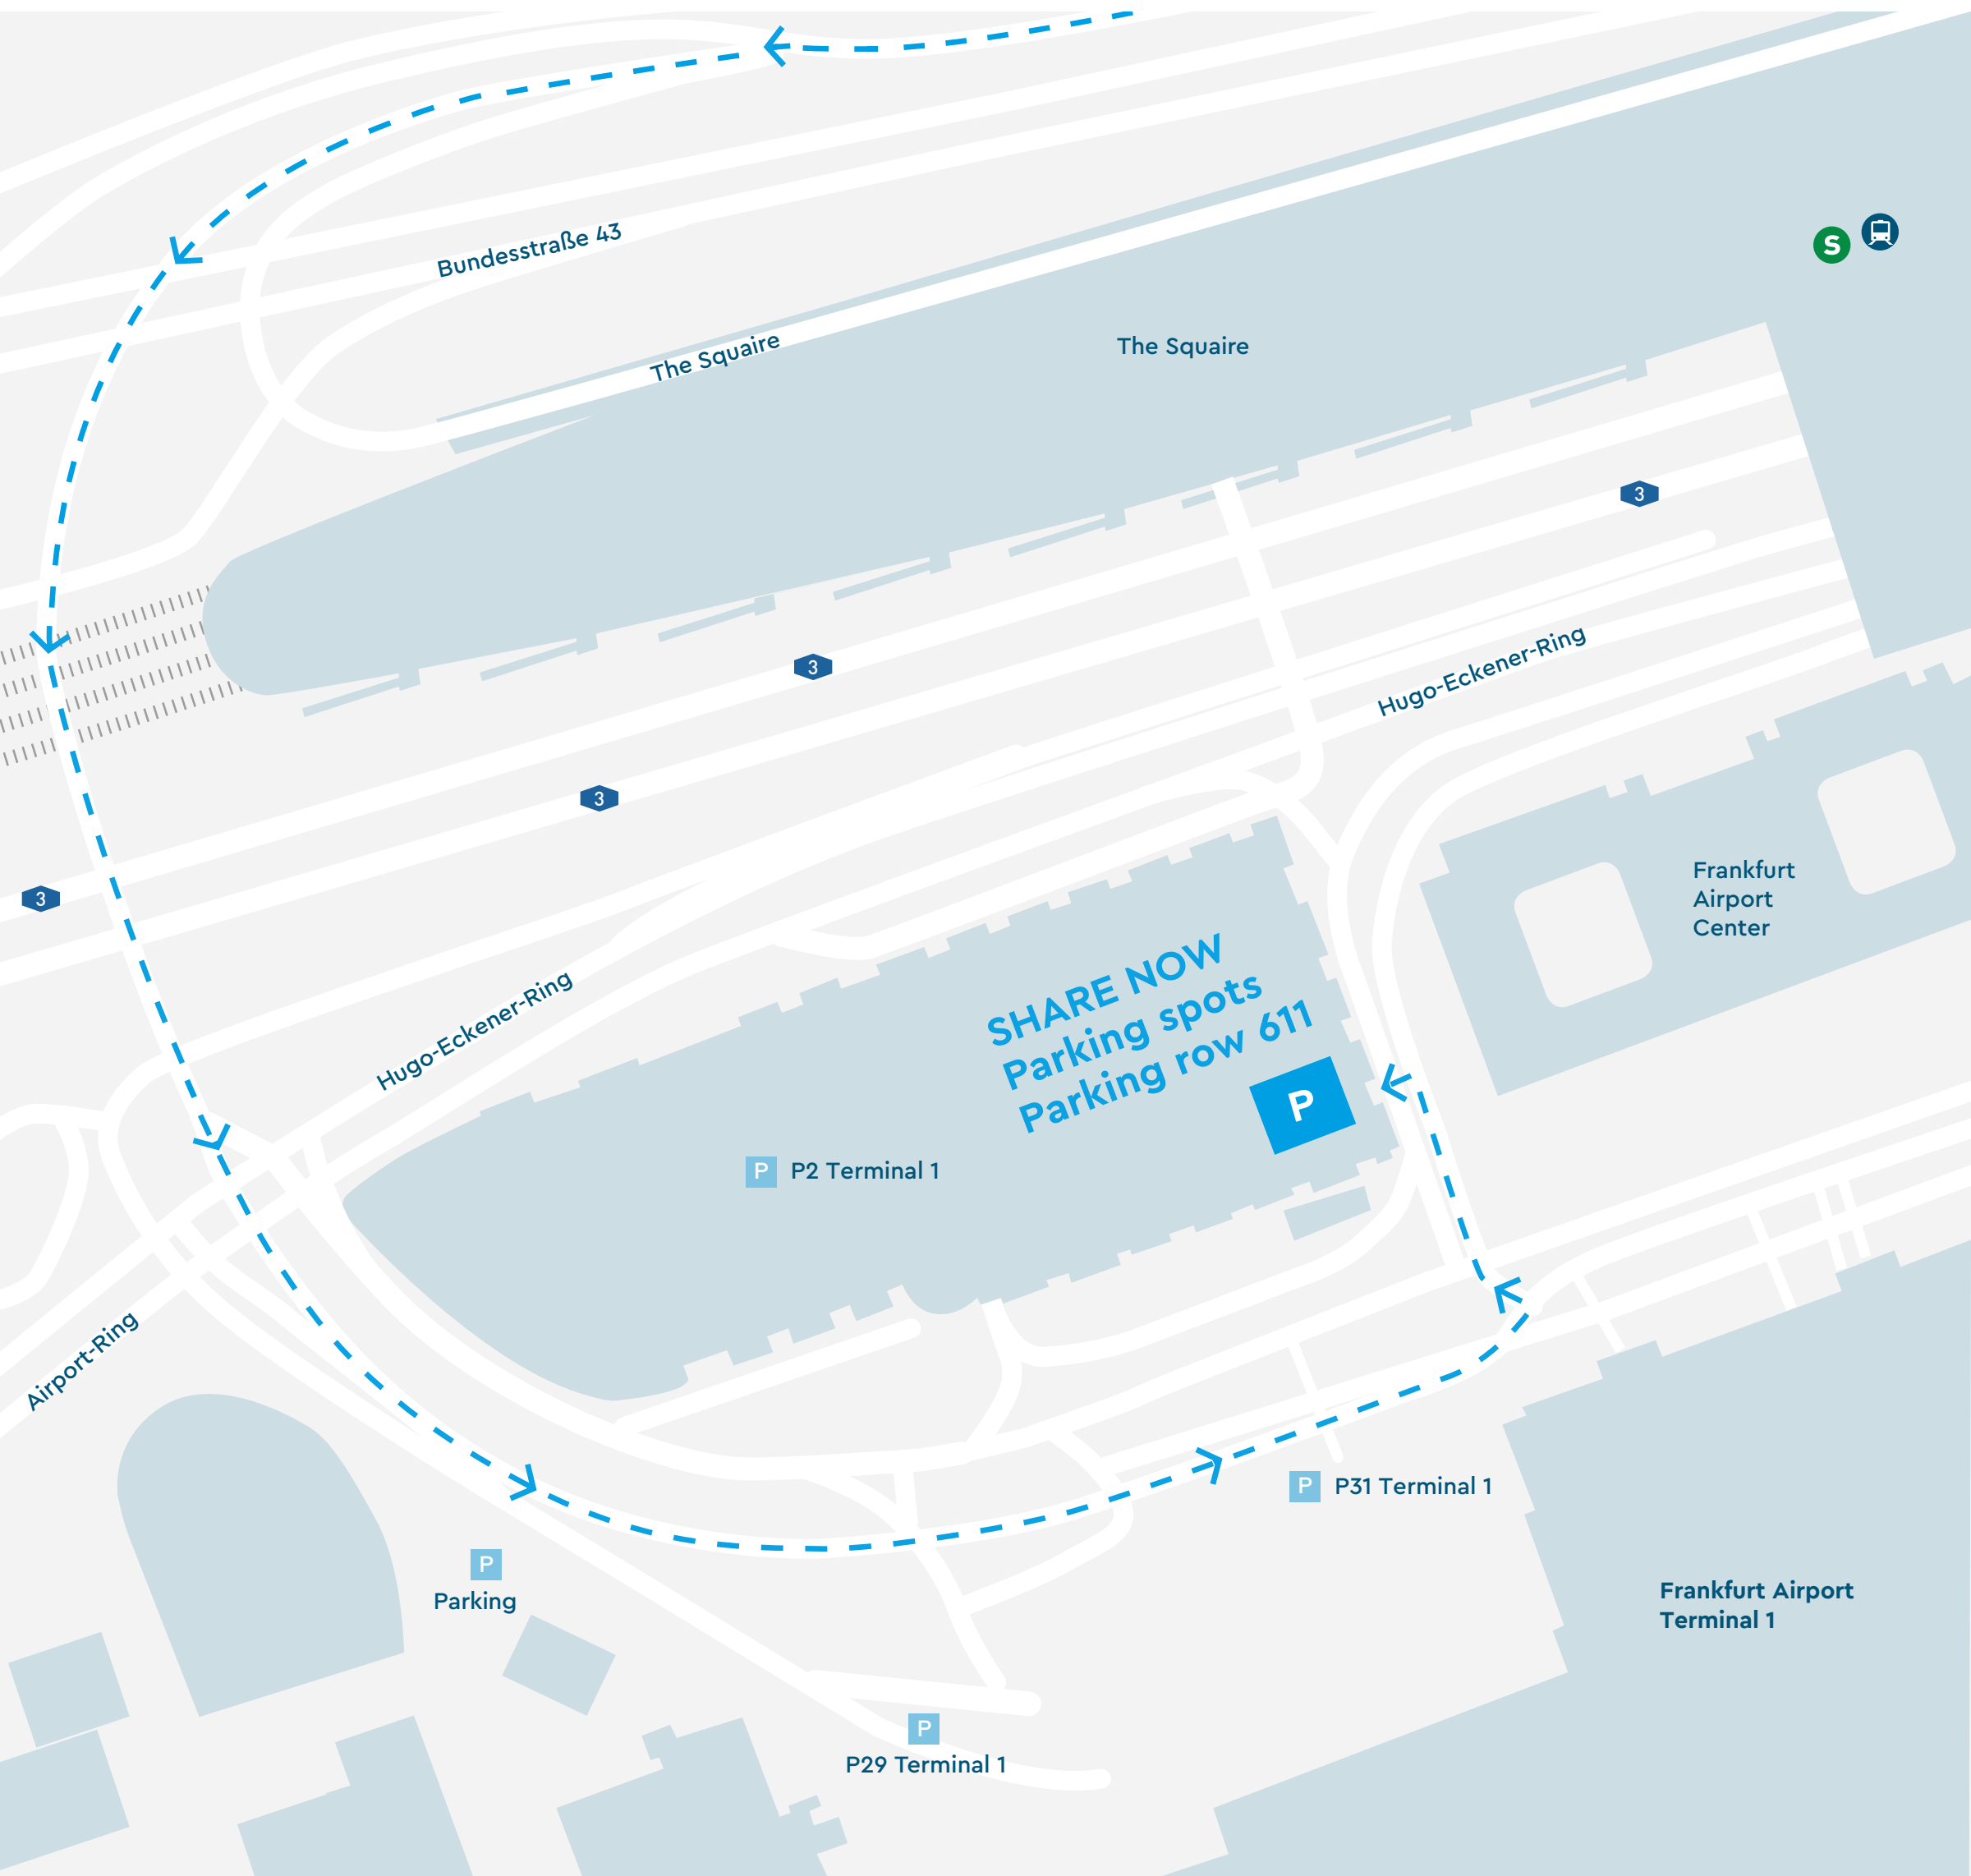 Bundesstraße 43
S
The Squaire
The Squaire
3
Hugo-Eckener-Ring
3
3
3
Frankfurt
Airport
Center
SHARE NOW
Parking spots
Parking row 611
P
Hugo-Eckener-Ring
P P2 Terminal 1
Airport-Ring
P P31 Terminal 1
P
Parking
Frankfurt Airport
Terminal 1
P
P29 Terminal 1